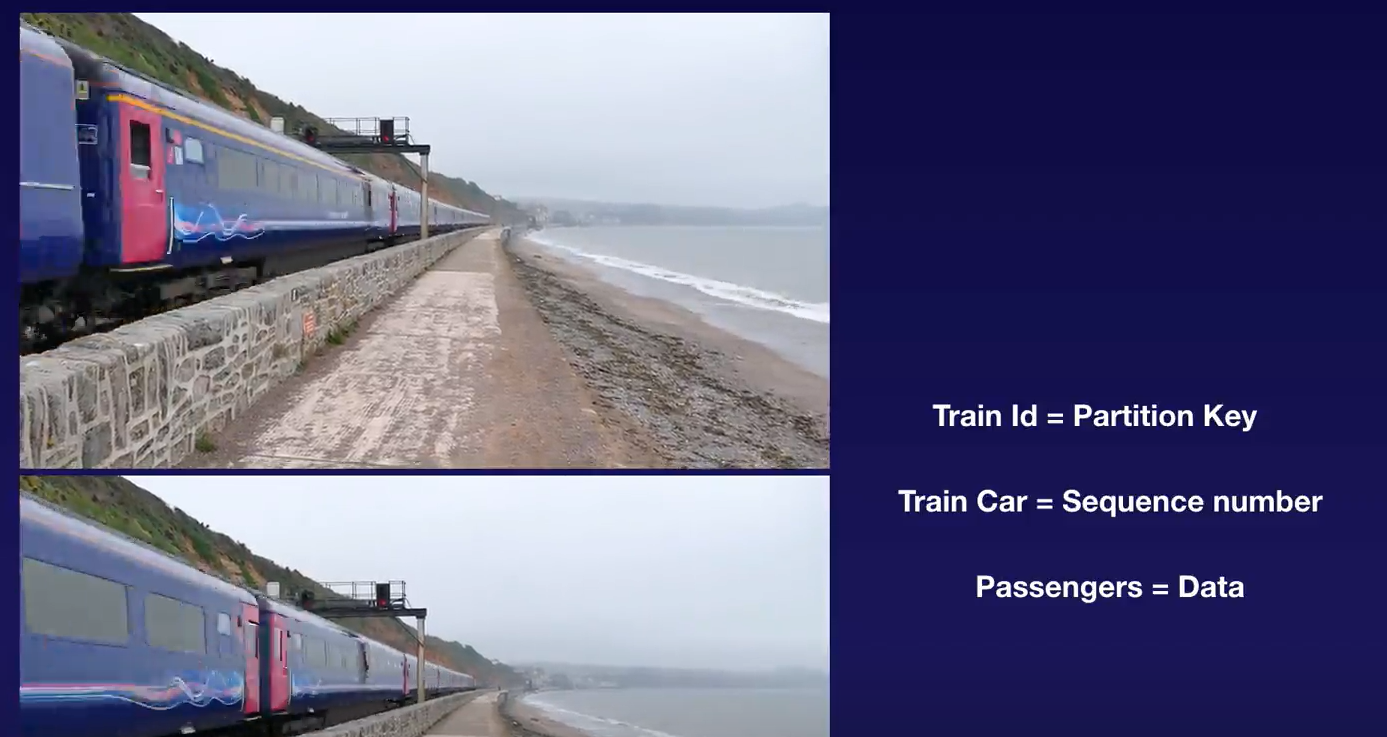 Train Id = Partition Key
Train Car = Sequence number
Passengers = Data